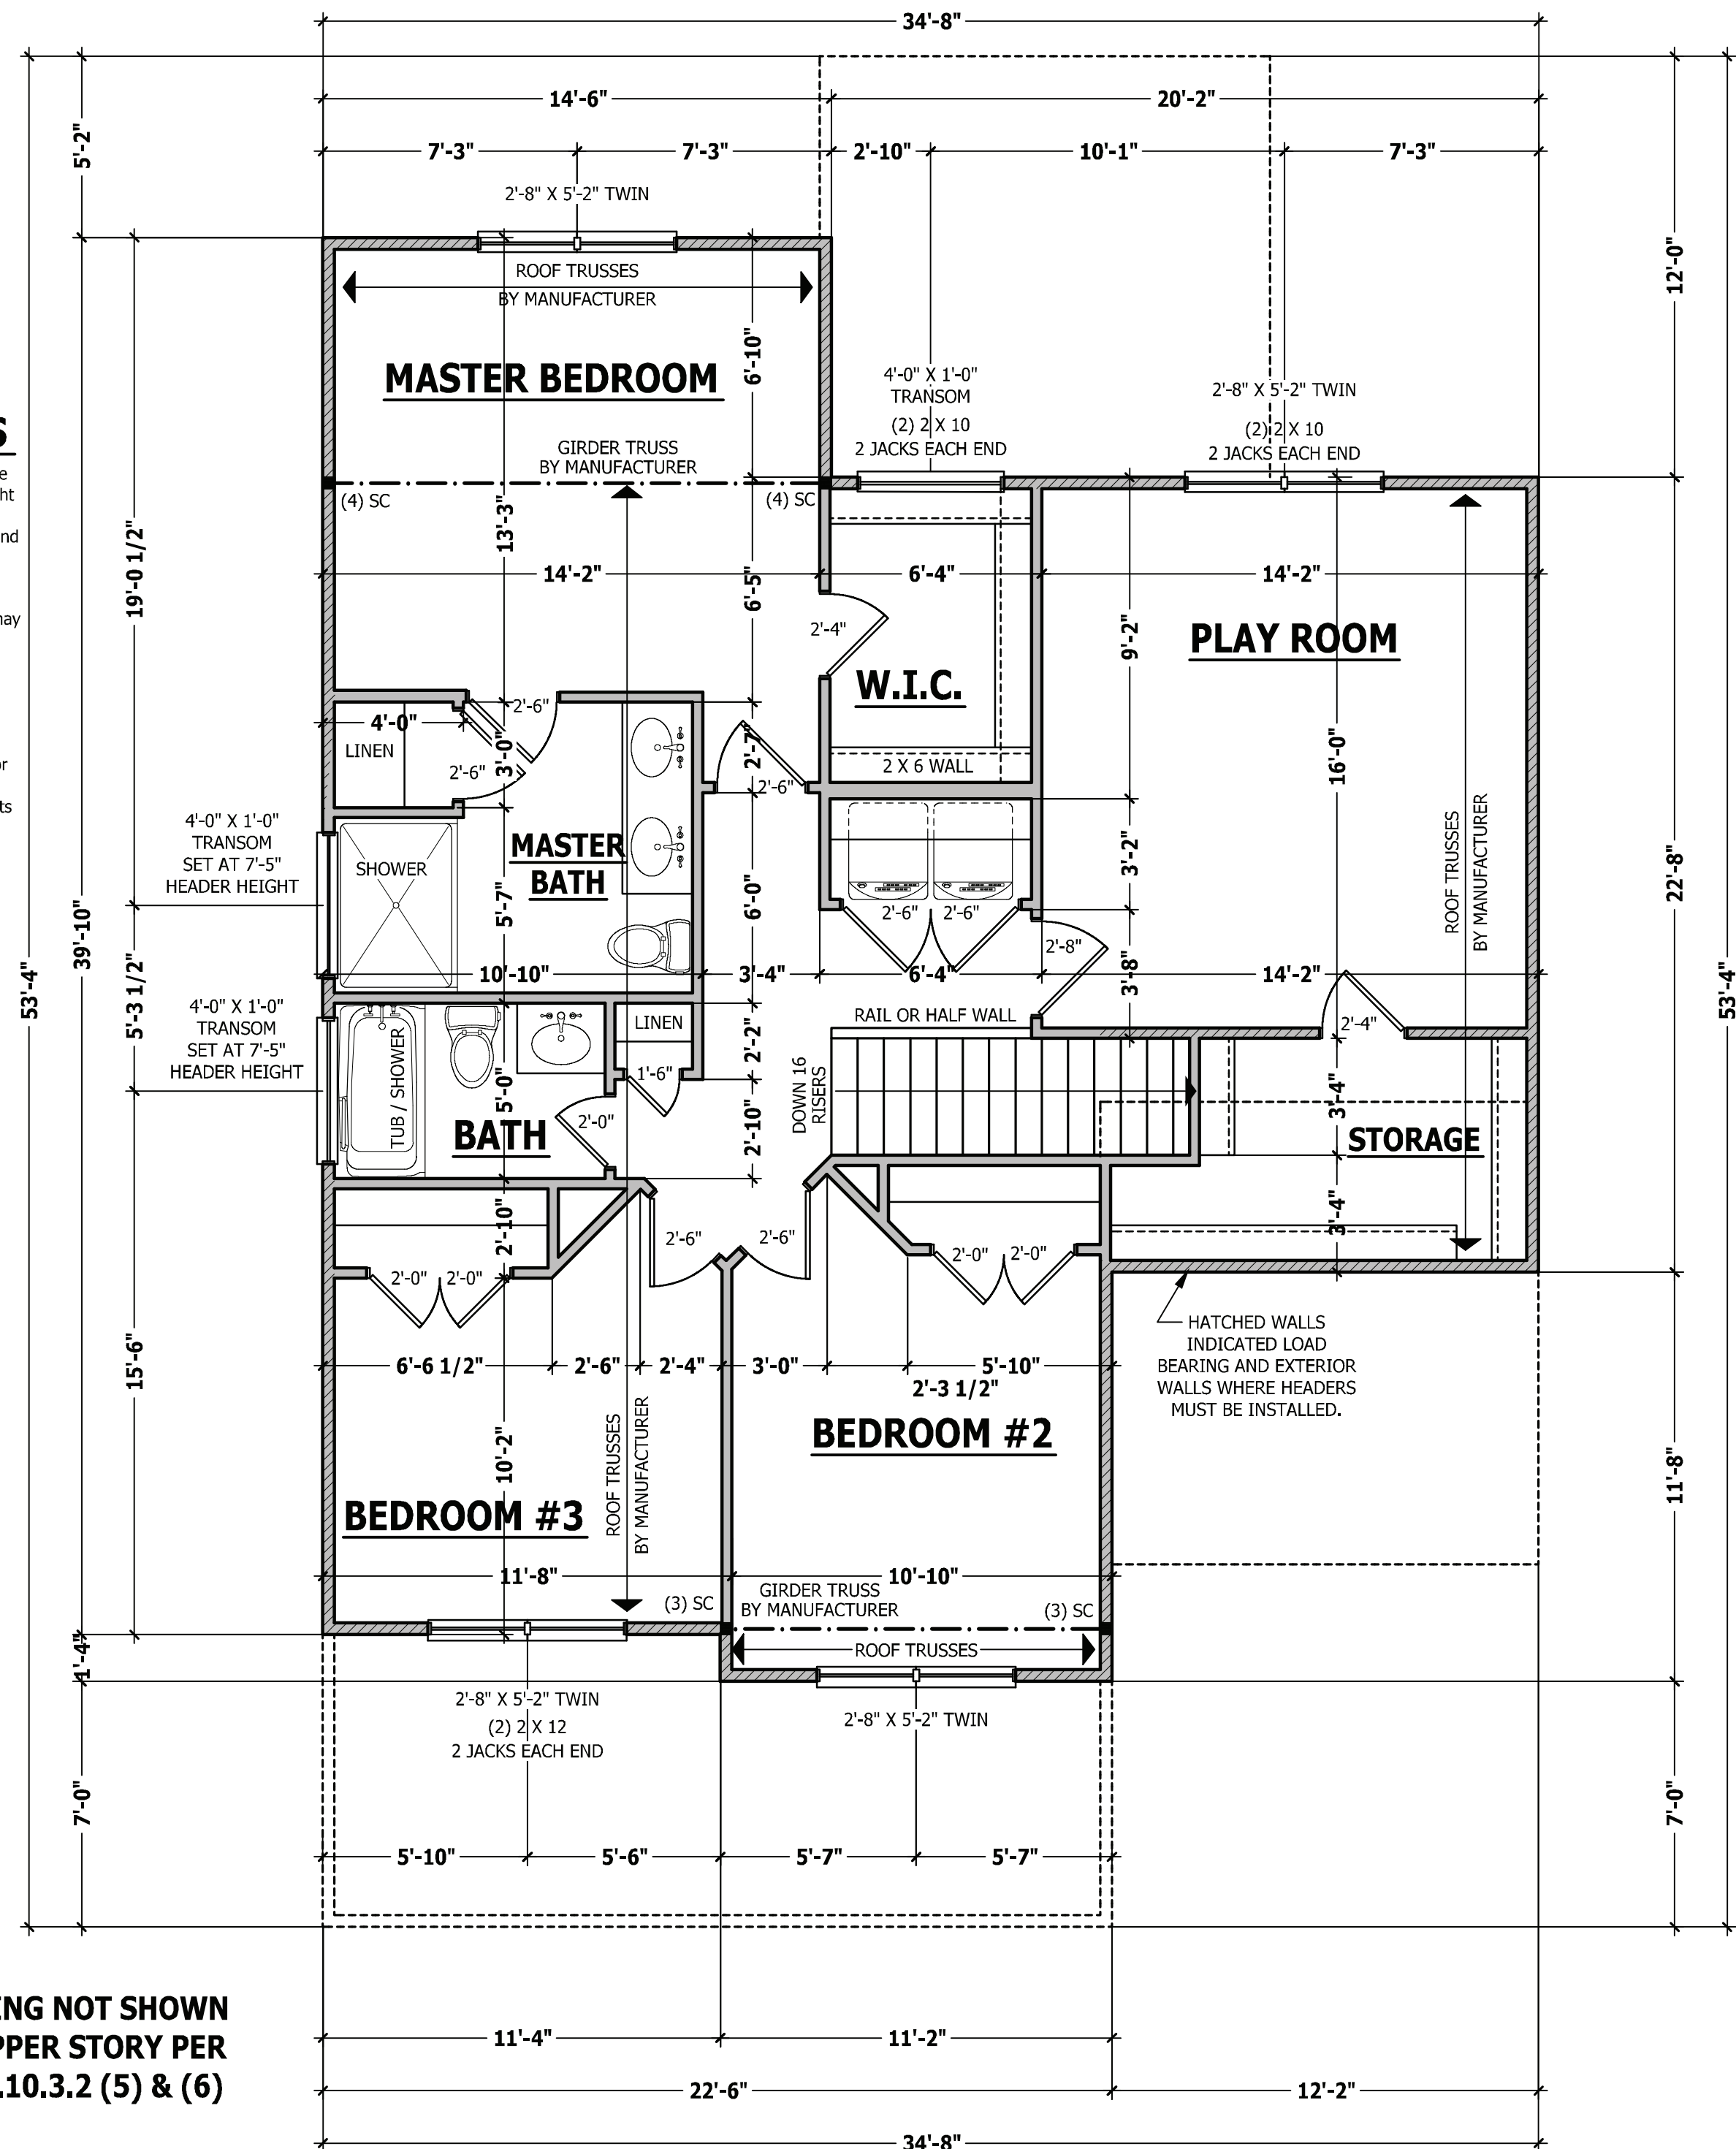 34'-8"
14'-6"
20'-2"
5'-2"
7'-3"
7'-3"
2'-10"
10'-1"
7'-3"
2'-8" X 5'-2" TWIN
12'-0"
ROOF TRUSSES
BY MANUFACTURER
MASTER BEDROOM
6'-10"
4'-0" X 1'-0"
TRANSOM
(2) 2 X 10
2 JACKS EACH END
2'-8" X 5'-2" TWIN
(2) 2 X 10
2 JACKS EACH END
S
e
ht
nd
may
or
ts
GIRDER TRUSS
BY MANUFACTURER
(4) SC
(4) SC
13'-3"
19'-0 1/2"
14'-2"
6'-5"
6'-4"
14'-2"
2'-4"
9'-2"
PLAY ROOM
W.I.C.
2'-6"
4'-0"
LINEN
3'-0"
2'-6"
2'-7"
2'-6"
2 X 6 WALL
16'-0"
4'-0" X 1'-0"
TRANSOM
SET AT 7'-5"
HEADER HEIGHT
SHOWER
MASTER
BATH
3'-2"
ROOF TRUSSES
BY MANUFACTURER
22'-8"
39'-10"
53'-4"
5'-7"
6'-0"
2'-6"
2'-6"
2'-8"
53'-4"
5'-3 1/2"
10'-10"
3'-4"
6'-4"
3'-8"
14'-2"
4'-0" X 1'-0"
TRANSOM
SET AT 7'-5"
HEADER HEIGHT
LINEN
RAIL OR HALF WALL
2'-4"
TUB / SHOWER
5'-0"
1'-6"
2'-2"
DOWN 16
RISERS
3'-4"
BATH
2'-0"
2'-10"
STORAGE
2'-10"
3'-4"
2'-6"
2'-6"
2'-0"
2'-0"
2'-0"
2'-0"
HATCHED WALLS
INDICATED LOAD
BEARING AND EXTERIOR
WALLS WHERE HEADERS
MUST BE INSTALLED.
15'-6"
6'-6 1/2"
2'-6"
2'-4"
3'-0"
5'-10"
2'-3 1/2"
BEDROOM #2
10'-2"
ROOF TRUSSES
BY MANUFACTURER
11'-8"
BEDROOM #3
11'-8"
10'-10"
(3) SC
GIRDER TRUSS
BY MANUFACTURER
(3) SC
ROOF TRUSSES
1'-4"
2'-8" X 5'-2" TWIN
(2) 2 X 12
2 JACKS EACH END
2'-8" X 5'-2" TWIN
7'-0"
7'-0"
5'-10"
5'-6"
5'-7"
5'-7"
ING NOT SHOWN
PPER STORY PER
.10.3.2 (5) & (6)
11'-4"
11'-2"
22'-6"
12'-2"
34'-8"